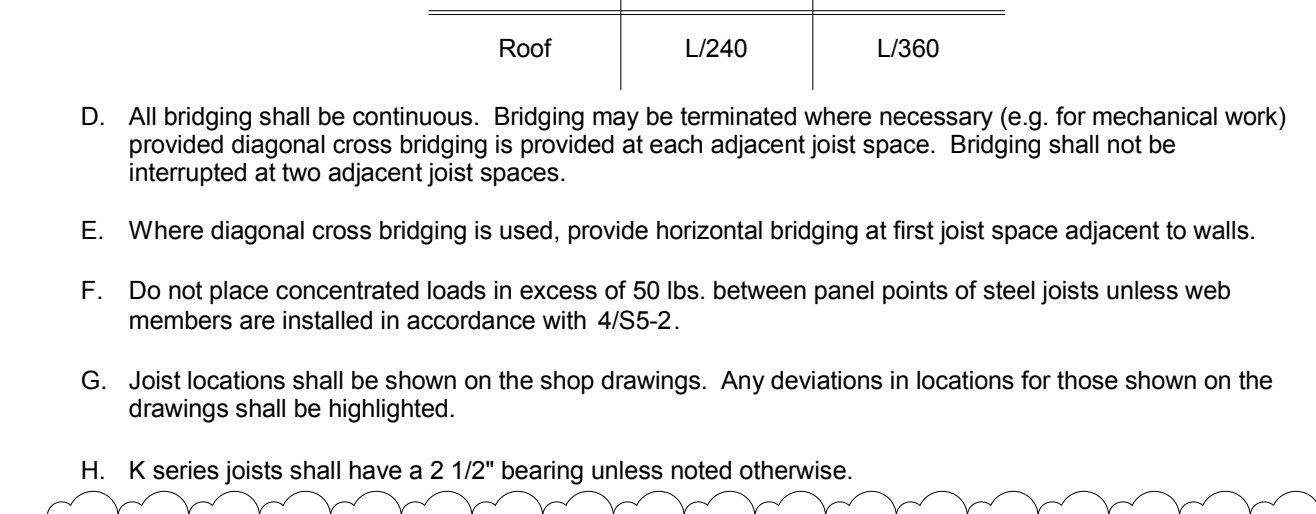 Roof L/240 L/360
D. All bridging shall be continuous. Bridging may be terminated where necessary (e.g. for mechanical work)
provided diagonal cross bridging is provided at each adjacent joist space. Bridging shall not be
interrupted at two adjacent joist spaces.
E. Where diagonal cross bridging is used, provide horizontal bridging at first joist space adjacent to walls.
F. Do not place concentrated loads in excess of 50 lbs. between panel points of steel joists unless web
members are installed in accordance with 4/S5-2.
G. Joist locations shall be shown on the shop drawings. Any deviations in locations for those shown on the
drawings shall be highlighted.
H. K series joists shall have a 2 1/2" bearing unless noted otherwise.